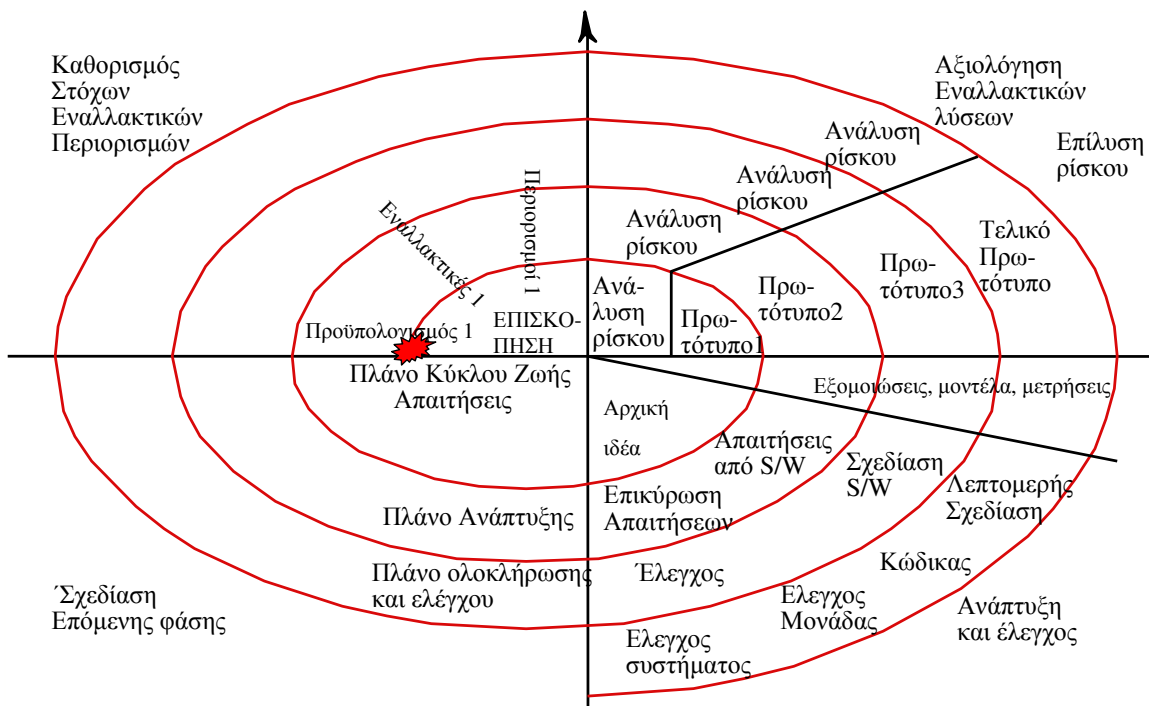 Καθορισμός
Στόχων
Εναλλακτικών
Περιορισμών
Αξιολόγηση
Εναλλακτικών
λύσεων
Επίλυση
ρίσκου
Ανάλυση
ρίσκου
Ανάλυση
ρίσκου
Ανάλυση
ρίσκου
Ανά-
λυση
ρίσκου
Περιορισμοί 1
Εναλλακτικές 1
Προϋπολογισμός 1
ΕΠΙΣΚΟ-
ΠΗΣΗ
Πρω-
τότυπο1
Πρω-
τότυπο2
Πρω-
τότυπο3
Τελικό
Πρω-
τότυπο
Πλάνο Κύκλου Ζωής
Απαιτήσεις
Εξομοιώσεις, μοντέλα, μετρήσεις
Αρχική
ιδέα
Απαιτήσεις
από S/W
Σχεδίαση
S/W
Λεπτομερής
Σχεδίαση
Πλάνο Ανάπτυξης
Επικύρωση
Απαιτήσεων
Πλάνο ολοκλήρωσης
και ελέγχου
Έλεγχος
Κώδικας
Ελεγχος
Μονάδας
Ελεγχος
συστήματος
Ανάπτυξη
και έλεγχος
Σχεδίαση
Επόμενης φάσης